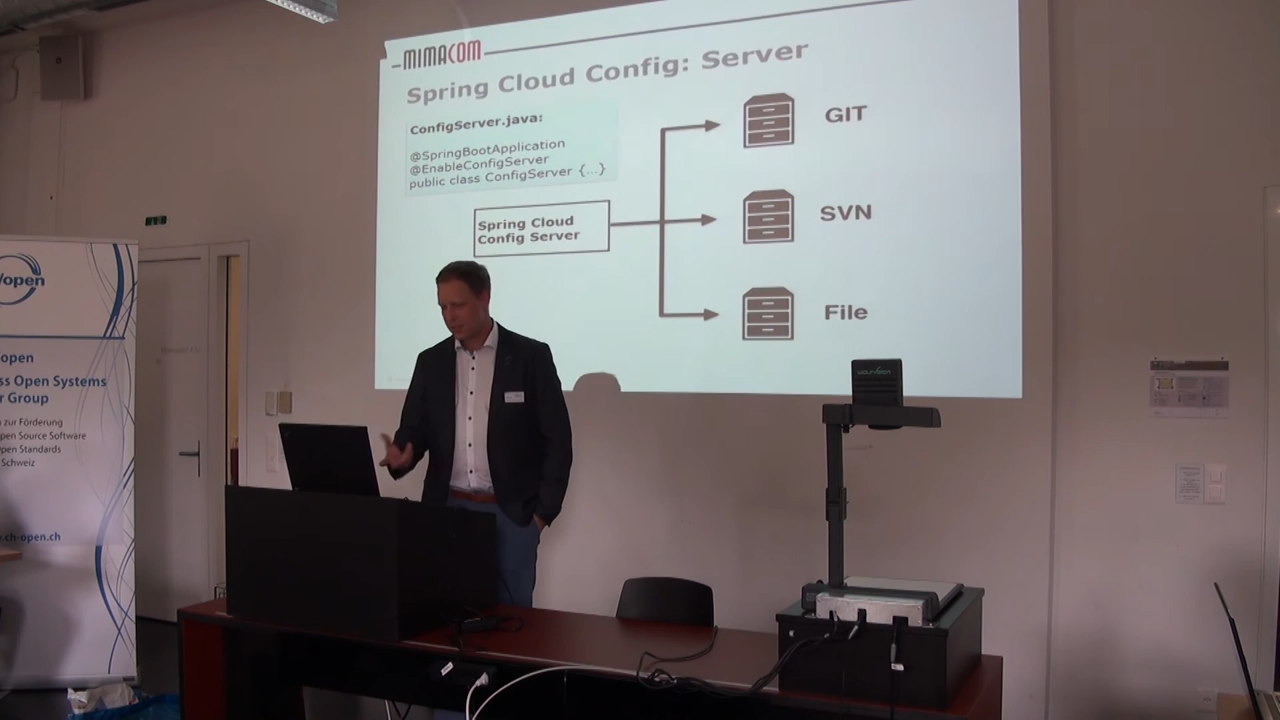 MIMACOM
Spring Cloud Config: Server
ConfigServer.java:
@SpringBootApplication
@EnableConfigServer
public class ConfigServer {...}
Spring Cloud
Config Server
GIT
SVN
File
/open
open
ss Open Systems
r Group
zur Förderung
pen Source Software
pen Standards
Schweiz
.ch-open.ch
WOLFVISION